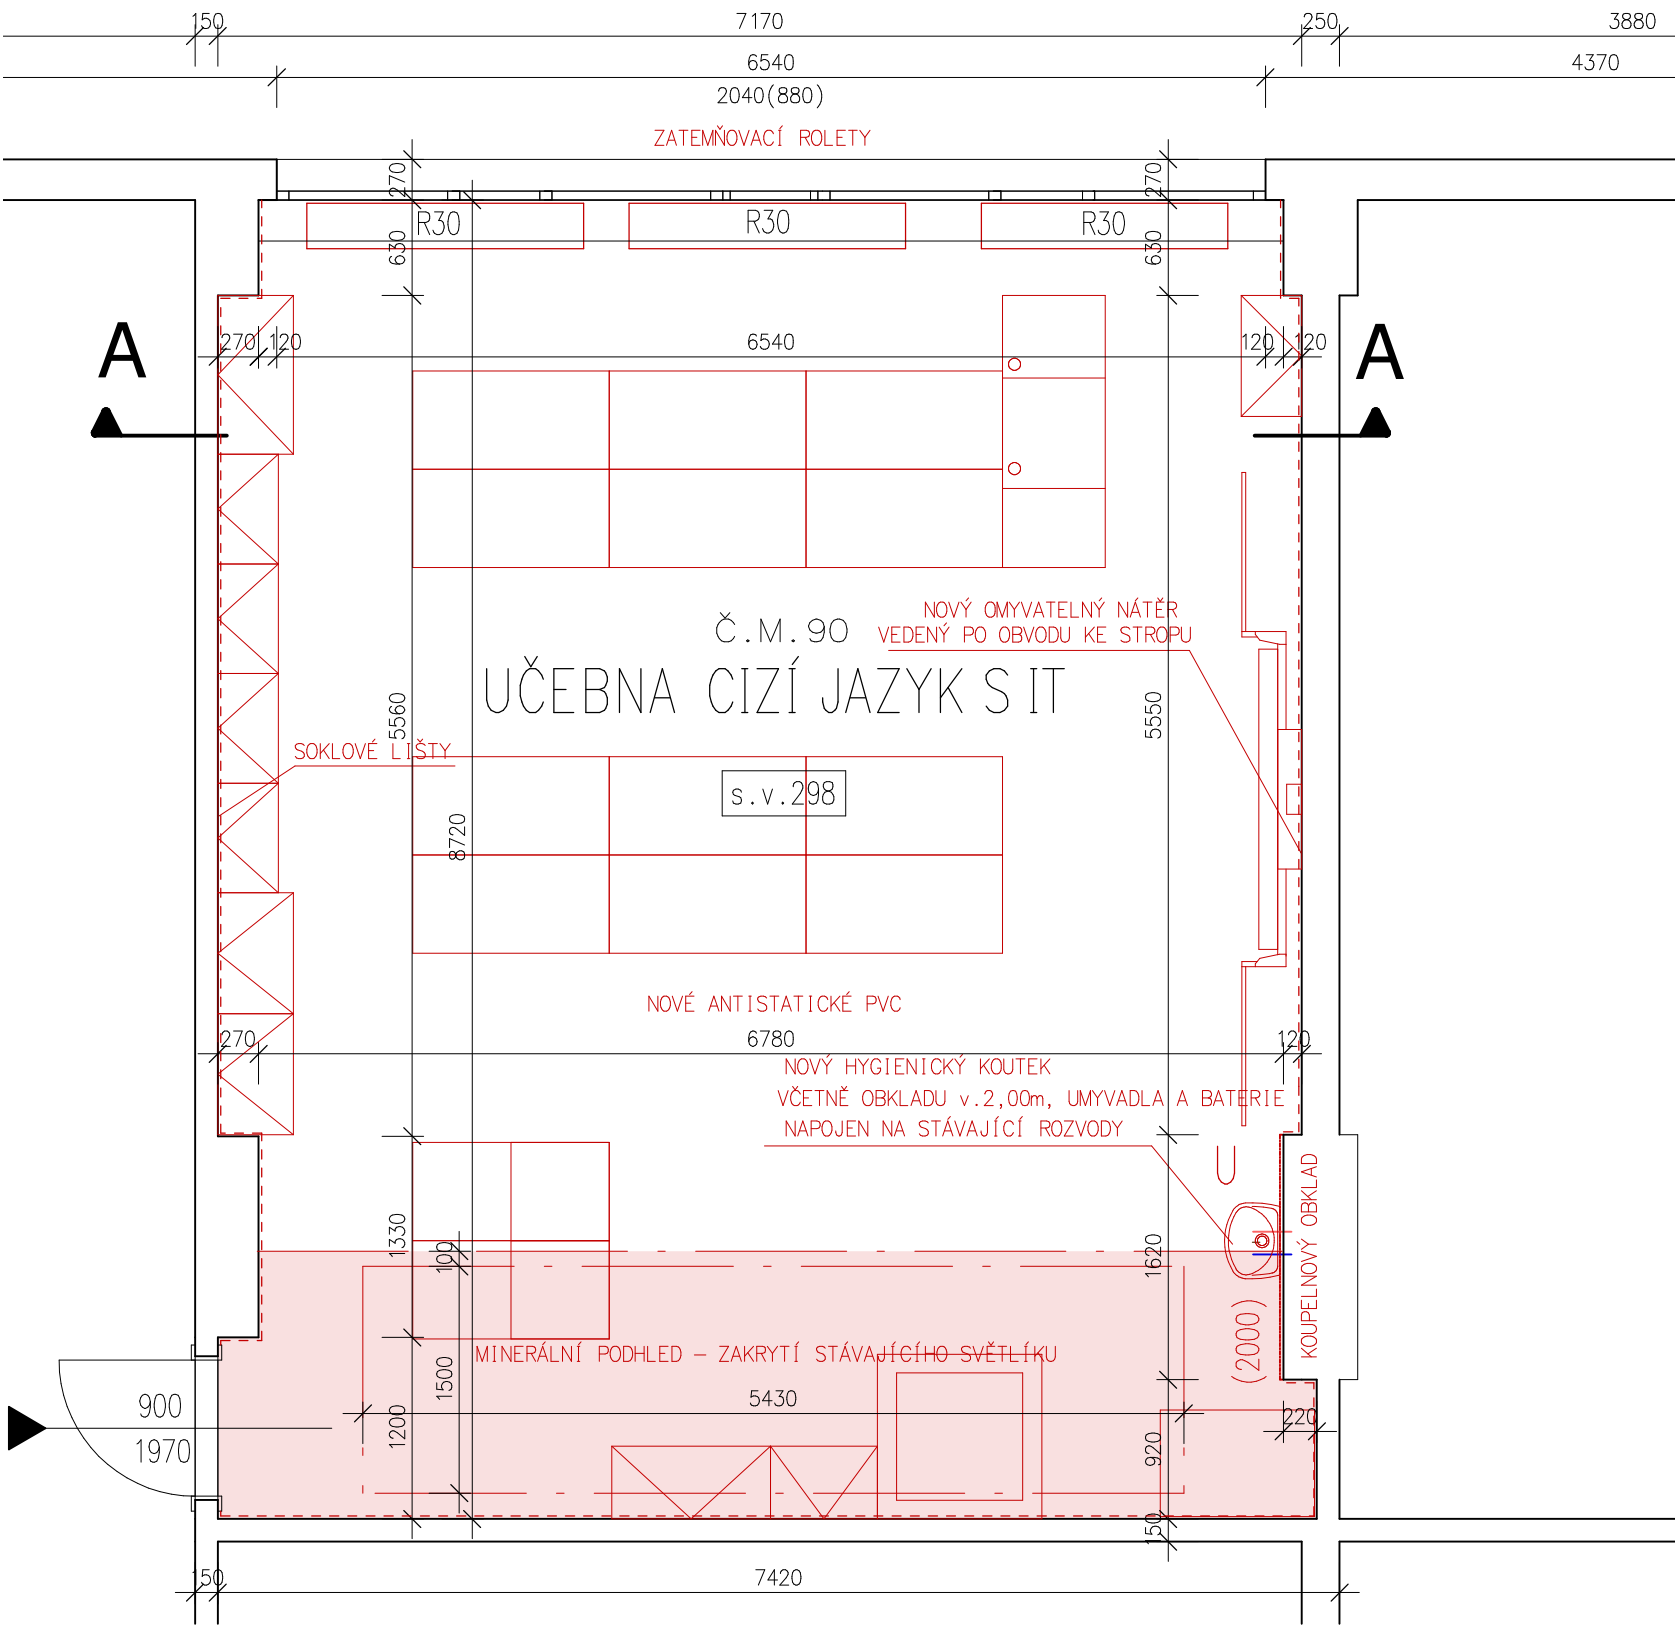 150 7170 250 3880
6540 4370
2040(880)
ZATEMŇOVACÍ ROLETY
270 270
R30 R30 R30
630 630
A A
270 120 6540 120 120
NOVÝ OMYVATELNÝ NÁTĚR
VEDENÝ PO OBVODU KE STROPU
Č.M.90
UČEBNA CIZÍ JAZYK S IT
5560 5550
SOKLOVÉ LIŠTY
s.v.298
8720
NOVÉ ANTISTATICKÉ PVC
270 6780 120
NOVÝ HYGIENICKÝ KOUTEK
VČETNĚ OBKLADU v.2,00m, UMYVADLA A BATERIE
NAPOJEN NA STÁVAJÍCÍ ROZVODY
KOUPELNOVÝ OBKLAD
1330 100 1620
(2000)
MINERÁLNÍ PODHLED – ZAKRYTÍ STÁVAJÍCÍHO SVĚTLÍKU
1500
5430
900
1970
1200 920 220
150
150 7420